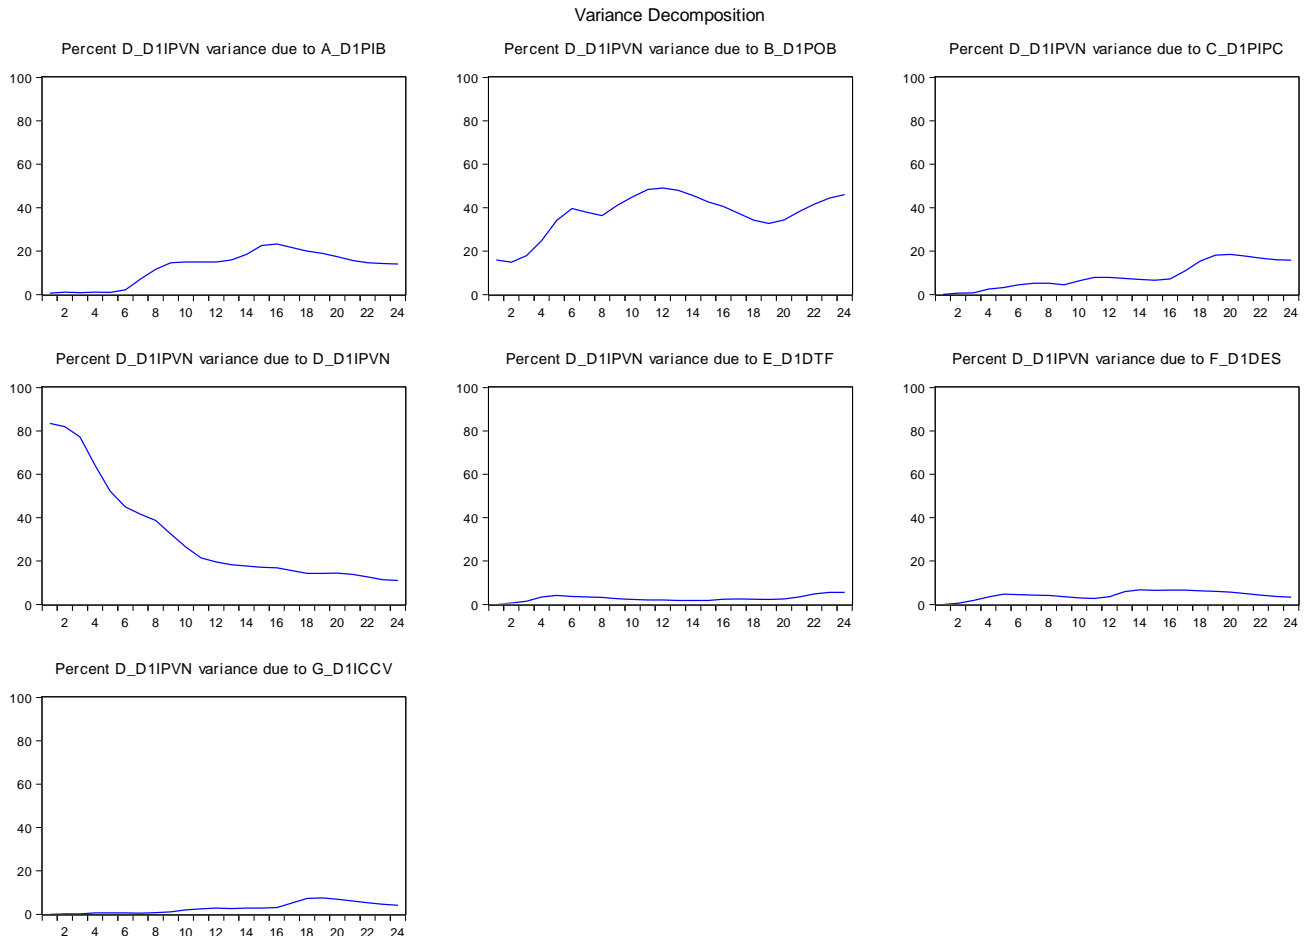 Variance Decomposition
Percent D_D1IPVN variance due to A_D1PIB
100
80
60
40
20
0
2 4 6 8 10 12 14 16 18 20 22 24
Percent D_D1IPVN variance due to B_D1POB
100
80
60
40
20
0
2 4 6 8 10 12 14 16 18 20 22 24
Percent D_D1IPVN variance due to C_D1PIPC
100
80
60
40
20
0
2 4 6 8 10 12 14 16 18 20 22 24
Percent D_D1IPVN variance due to D_D1IPVN
100
80
60
40
20
0
2 4 6 8 10 12 14 16 18 20 22 24
Percent D_D1IPVN variance due to E_D1DTF
100
80
60
40
20
0
2 4 6 8 10 12 14 16 18 20 22 24
Percent D_D1IPVN variance due to F_D1DES
100
80
60
40
20
0
2 4 6 8 10 12 14 16 18 20 22 24
Percent D_D1IPVN variance due to G_D1ICCV
100
80
60
40
20
0
2 4 6 8 10 12 14 16 18 20 22 24